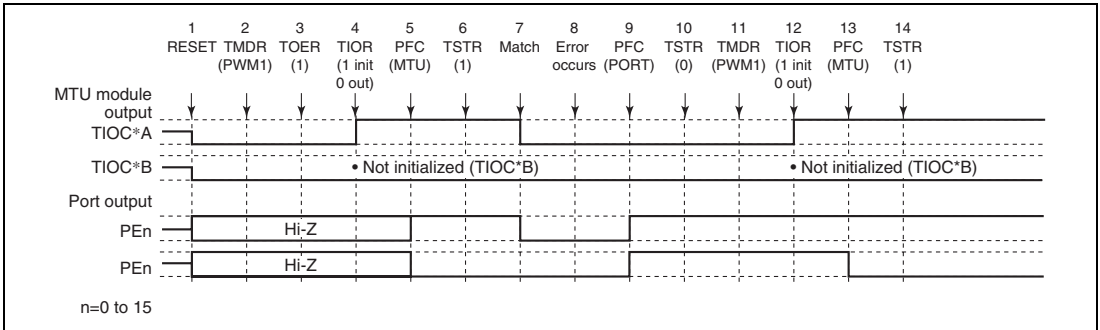 1 2 3 4 5 6 7 8 9 10 11 12 13 14
RESET TMDR TOER TIOR PFC TSTR Match Error PFC TSTR TMDR TIOR PFC TSTR
(PWM1) (1) (1 init (MTU) (1) occurs (PORT) (0) (PWM1) (1 init (MTU) (1)
0 out) 0 out)
MTU module
output
TIOC*A
TIOC*B • Not initialized (TIOC*B) • Not initialized (TIOC*B)
Port output
PEn Hi-Z
PEn Hi-Z
n=0 to 15